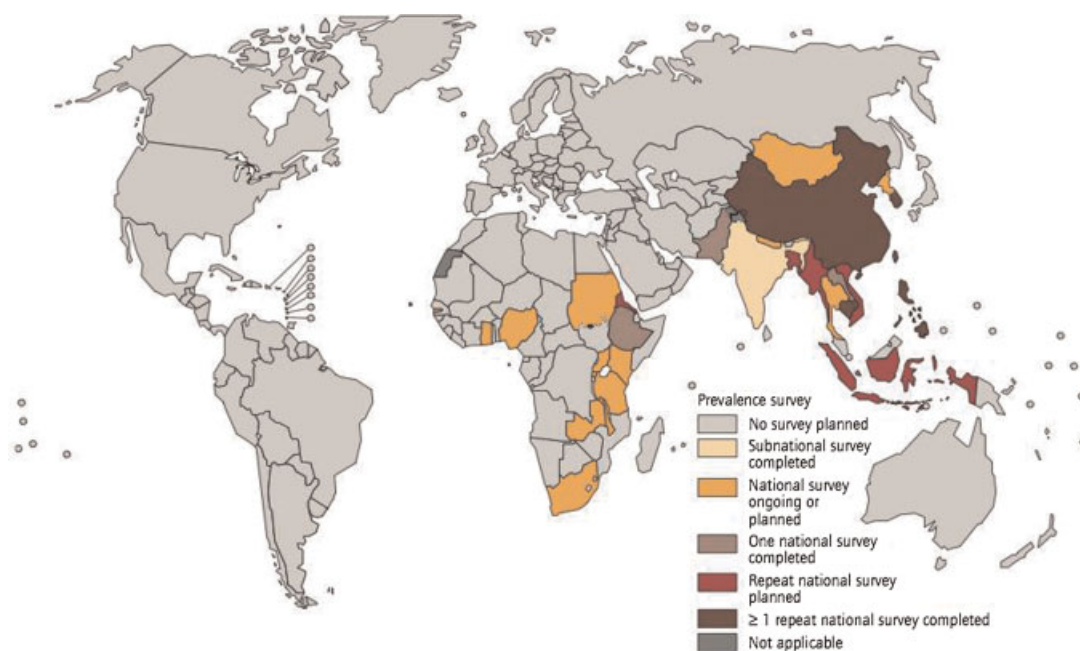 Prevalence survey
No survey planned
Subnational survey
completed
National survey
ongoing or
planned
One national survey
completed
Repeat national survey
planned
≥ 1 repeat national survey completed
Not applicable